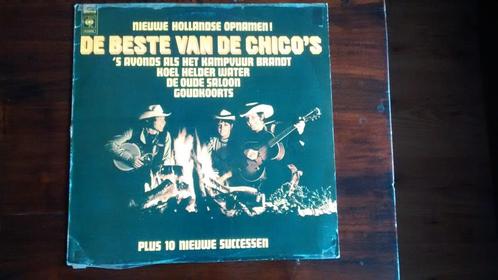 NIEUWE HOLLANDSE OPNAMEN!
DE BESTE VAN DE CHICO'S
'S AVONDS ALS HET KAMPVUUR BRANDT
KOEL HELDER WATER
DE OUDE SALOON
GOUDKOORTS
PLUS 10 NIEUWE SUCCESSEN